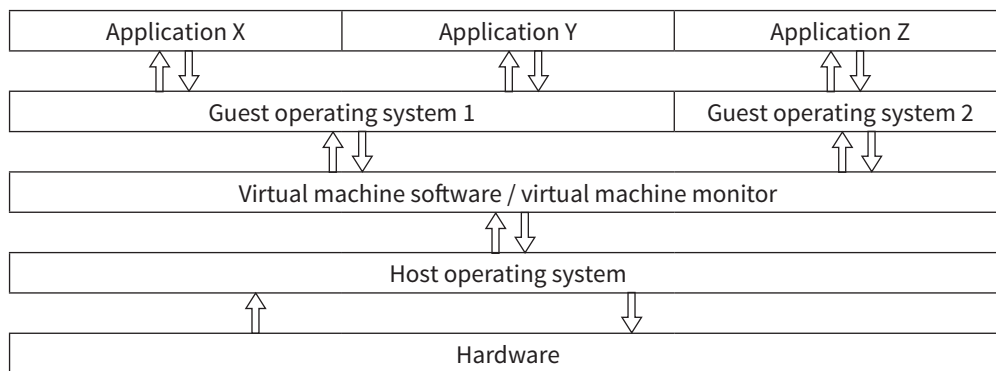 Application X
Application Y
Application Z
Guest operating system 1
Guest operating system 2
Virtual machine software / virtual machine monitor
Host operating system
Hardware